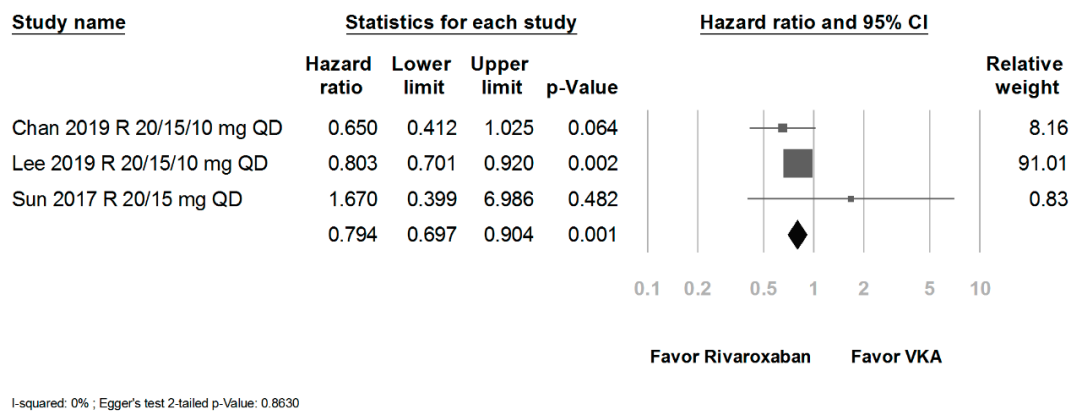 Study name Statistics for each study Hazard ratio and 95% CI
Hazard ratio Lower limit Upper limit p-Value Relative weight
Chan 2019 R 20/15/10 mg QD 0.650 0.412 1.025 0.064 8.16
Lee 2019 R 20/15/10 mg QD 0.803 0.701 0.920 0.002 91.01
Sun 2017 R 20/15 mg QD 1.670 0.399 6.986 0.482 0.83
0.794 0.697 0.904 0.001
0.1 0.2 0.5 1 2 5 10
Favor Rivaroxaban Favor VKA
I-squared: 0% ; Egger's test 2-tailed p-Value: 0.8630